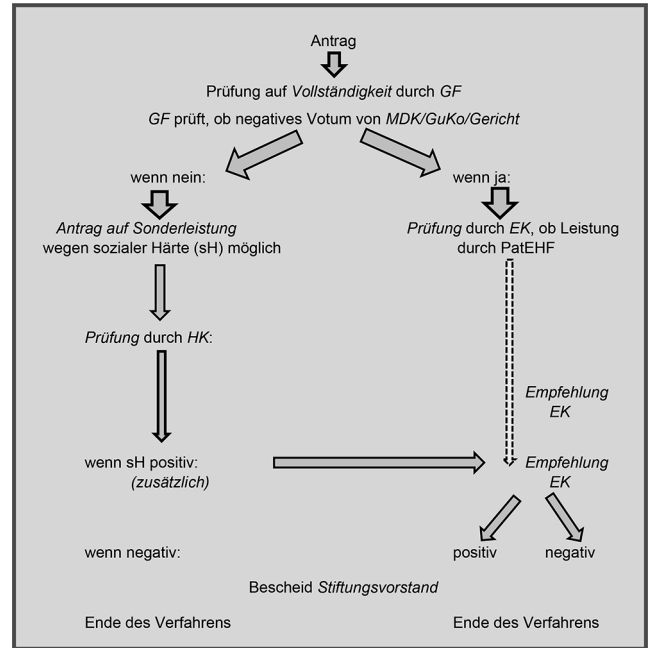 Antrag
Prüfung auf Vollständigkeit durch GF
GF prüft, ob negatives Votum von MDK/GuKo/Gericht
wenn nein:
wenn ja:
Antrag auf Sonderleistung
wegen sozialer Härte (sH) möglich
Prüfung durch EK, ob Leistung
durch PatEHF
Prüfung durch HK:
Empfehlung
EK
wenn sH positiv:
(zusätzlich)
Empfehlung
EK
wenn negativ:
positiv
negativ
Bescheid Stiftungsvorstand
Ende des Verfahrens
Ende des Verfahrens